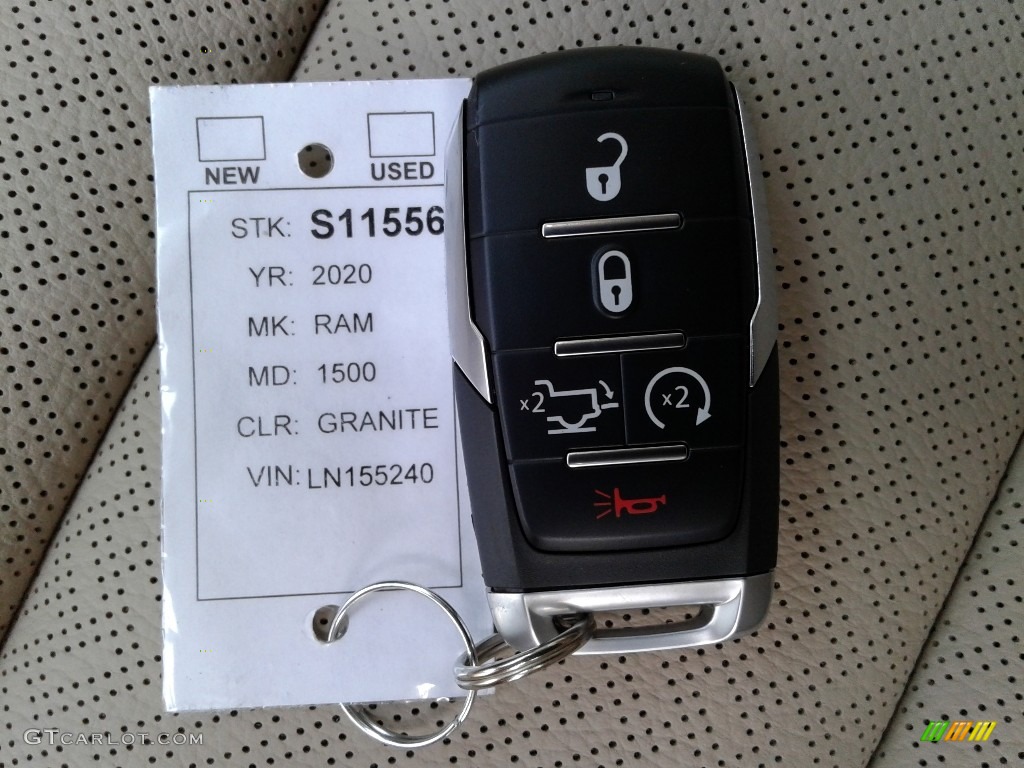 NEW USED
STK: S11556
YR: 2020
MK: RAM
MD: 1500
CLR: GRANITE
VIN: LN155240
x2 x2
GTCARLOT.COM